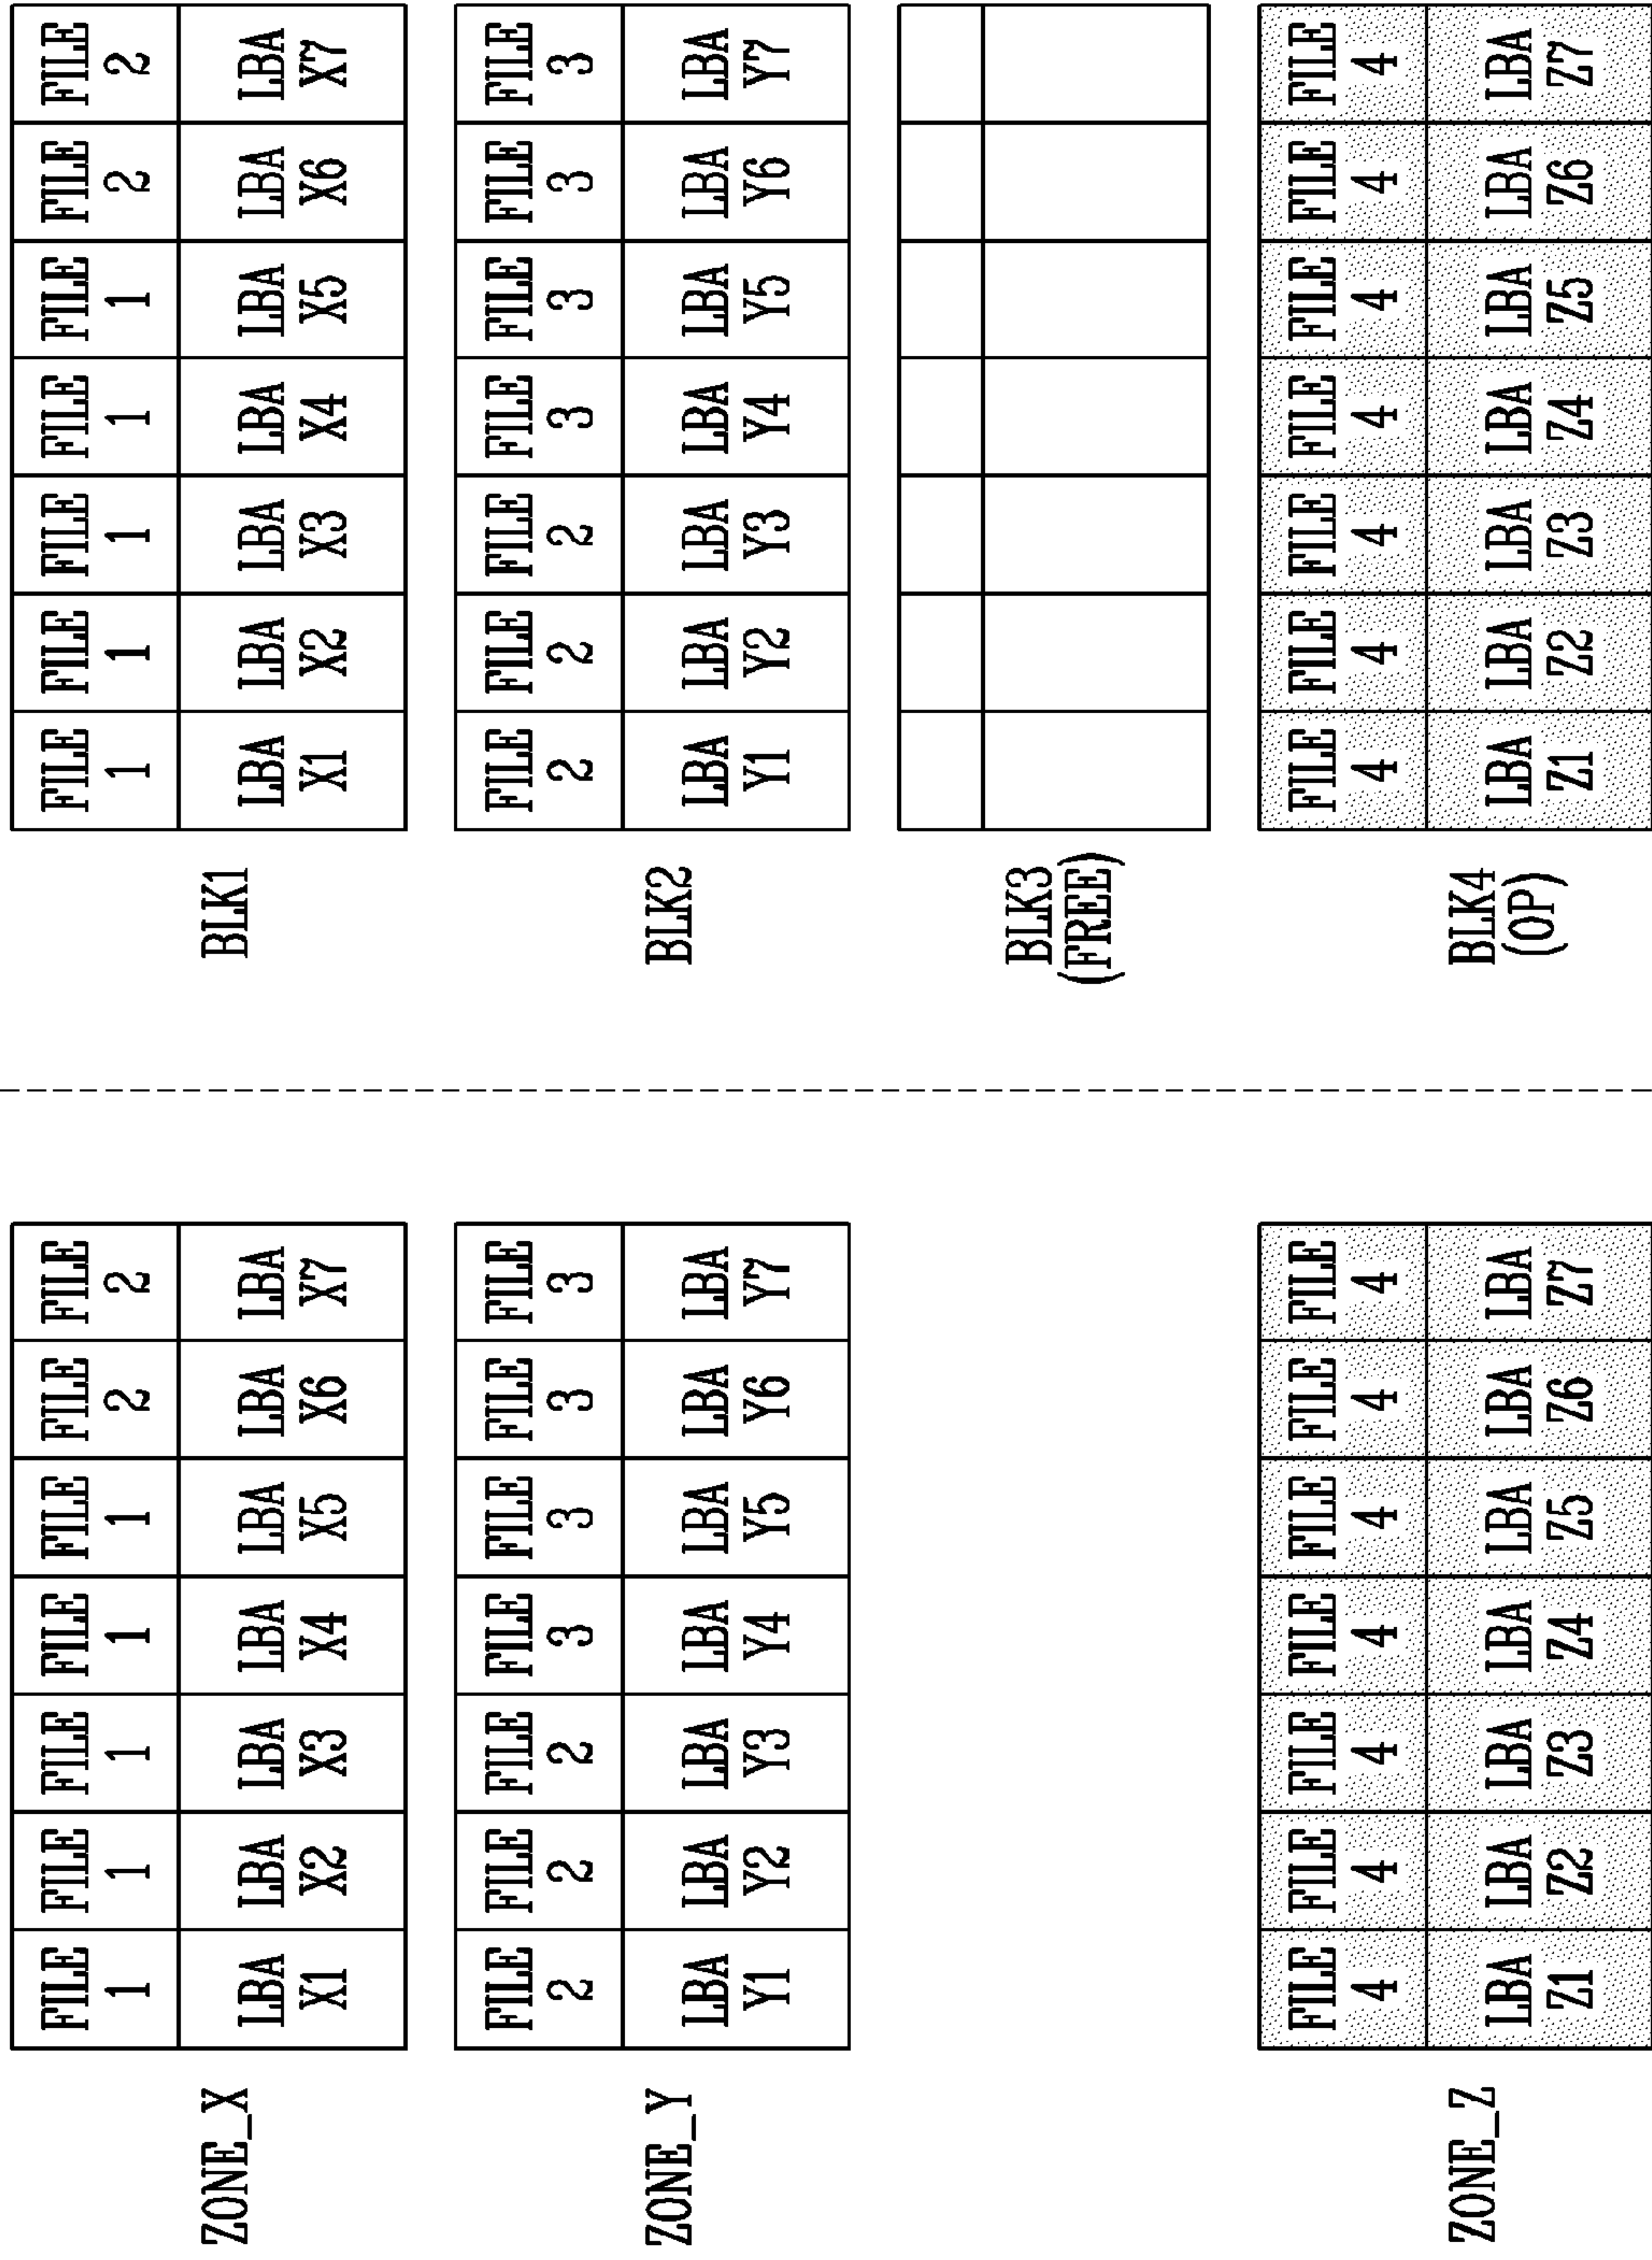 ZONE_X
FILE FILE FILE FILE FILE FILE FILE
1 1 1 1 1 2 2
LBA LBA LBA LBA LBA LBA LBA
X1 X2 X3 X4 X5 X6 X7
BLK1
FILE FILE FILE FILE FILE FILE FILE
1 1 1 1 1 2 2
LBA LBA LBA LBA LBA LBA LBA
X1 X2 X3 X4 X5 X6 X7
ZONE_Y
FILE FILE FILE FILE FILE FILE FILE
2 2 2 3 3 3 3
LBA LBA LBA LBA LBA LBA LBA
Y1 Y2 Y3 Y4 Y5 Y6 Y7
BLK2
FILE FILE FILE FILE FILE FILE FILE
2 2 2 3 3 3 3
LBA LBA LBA LBA LBA LBA LBA
Y1 Y2 Y3 Y4 Y5 Y6 Y7
BLK3
(FREE)
ZONE_Z
FILE FILE FILE FILE FILE FILE FILE
4 4 4 4 4 4 4
LBA LBA LBA LBA LBA LBA LBA
Z1 Z2 Z3 Z4 Z5 Z6 Z7
BLK4
(OP)
FILE FILE FILE FILE FILE FILE FILE
4 4 4 4 4 4 4
LBA LBA LBA LBA LBA LBA LBA
Z1 Z2 Z3 Z4 Z5 Z6 Z7